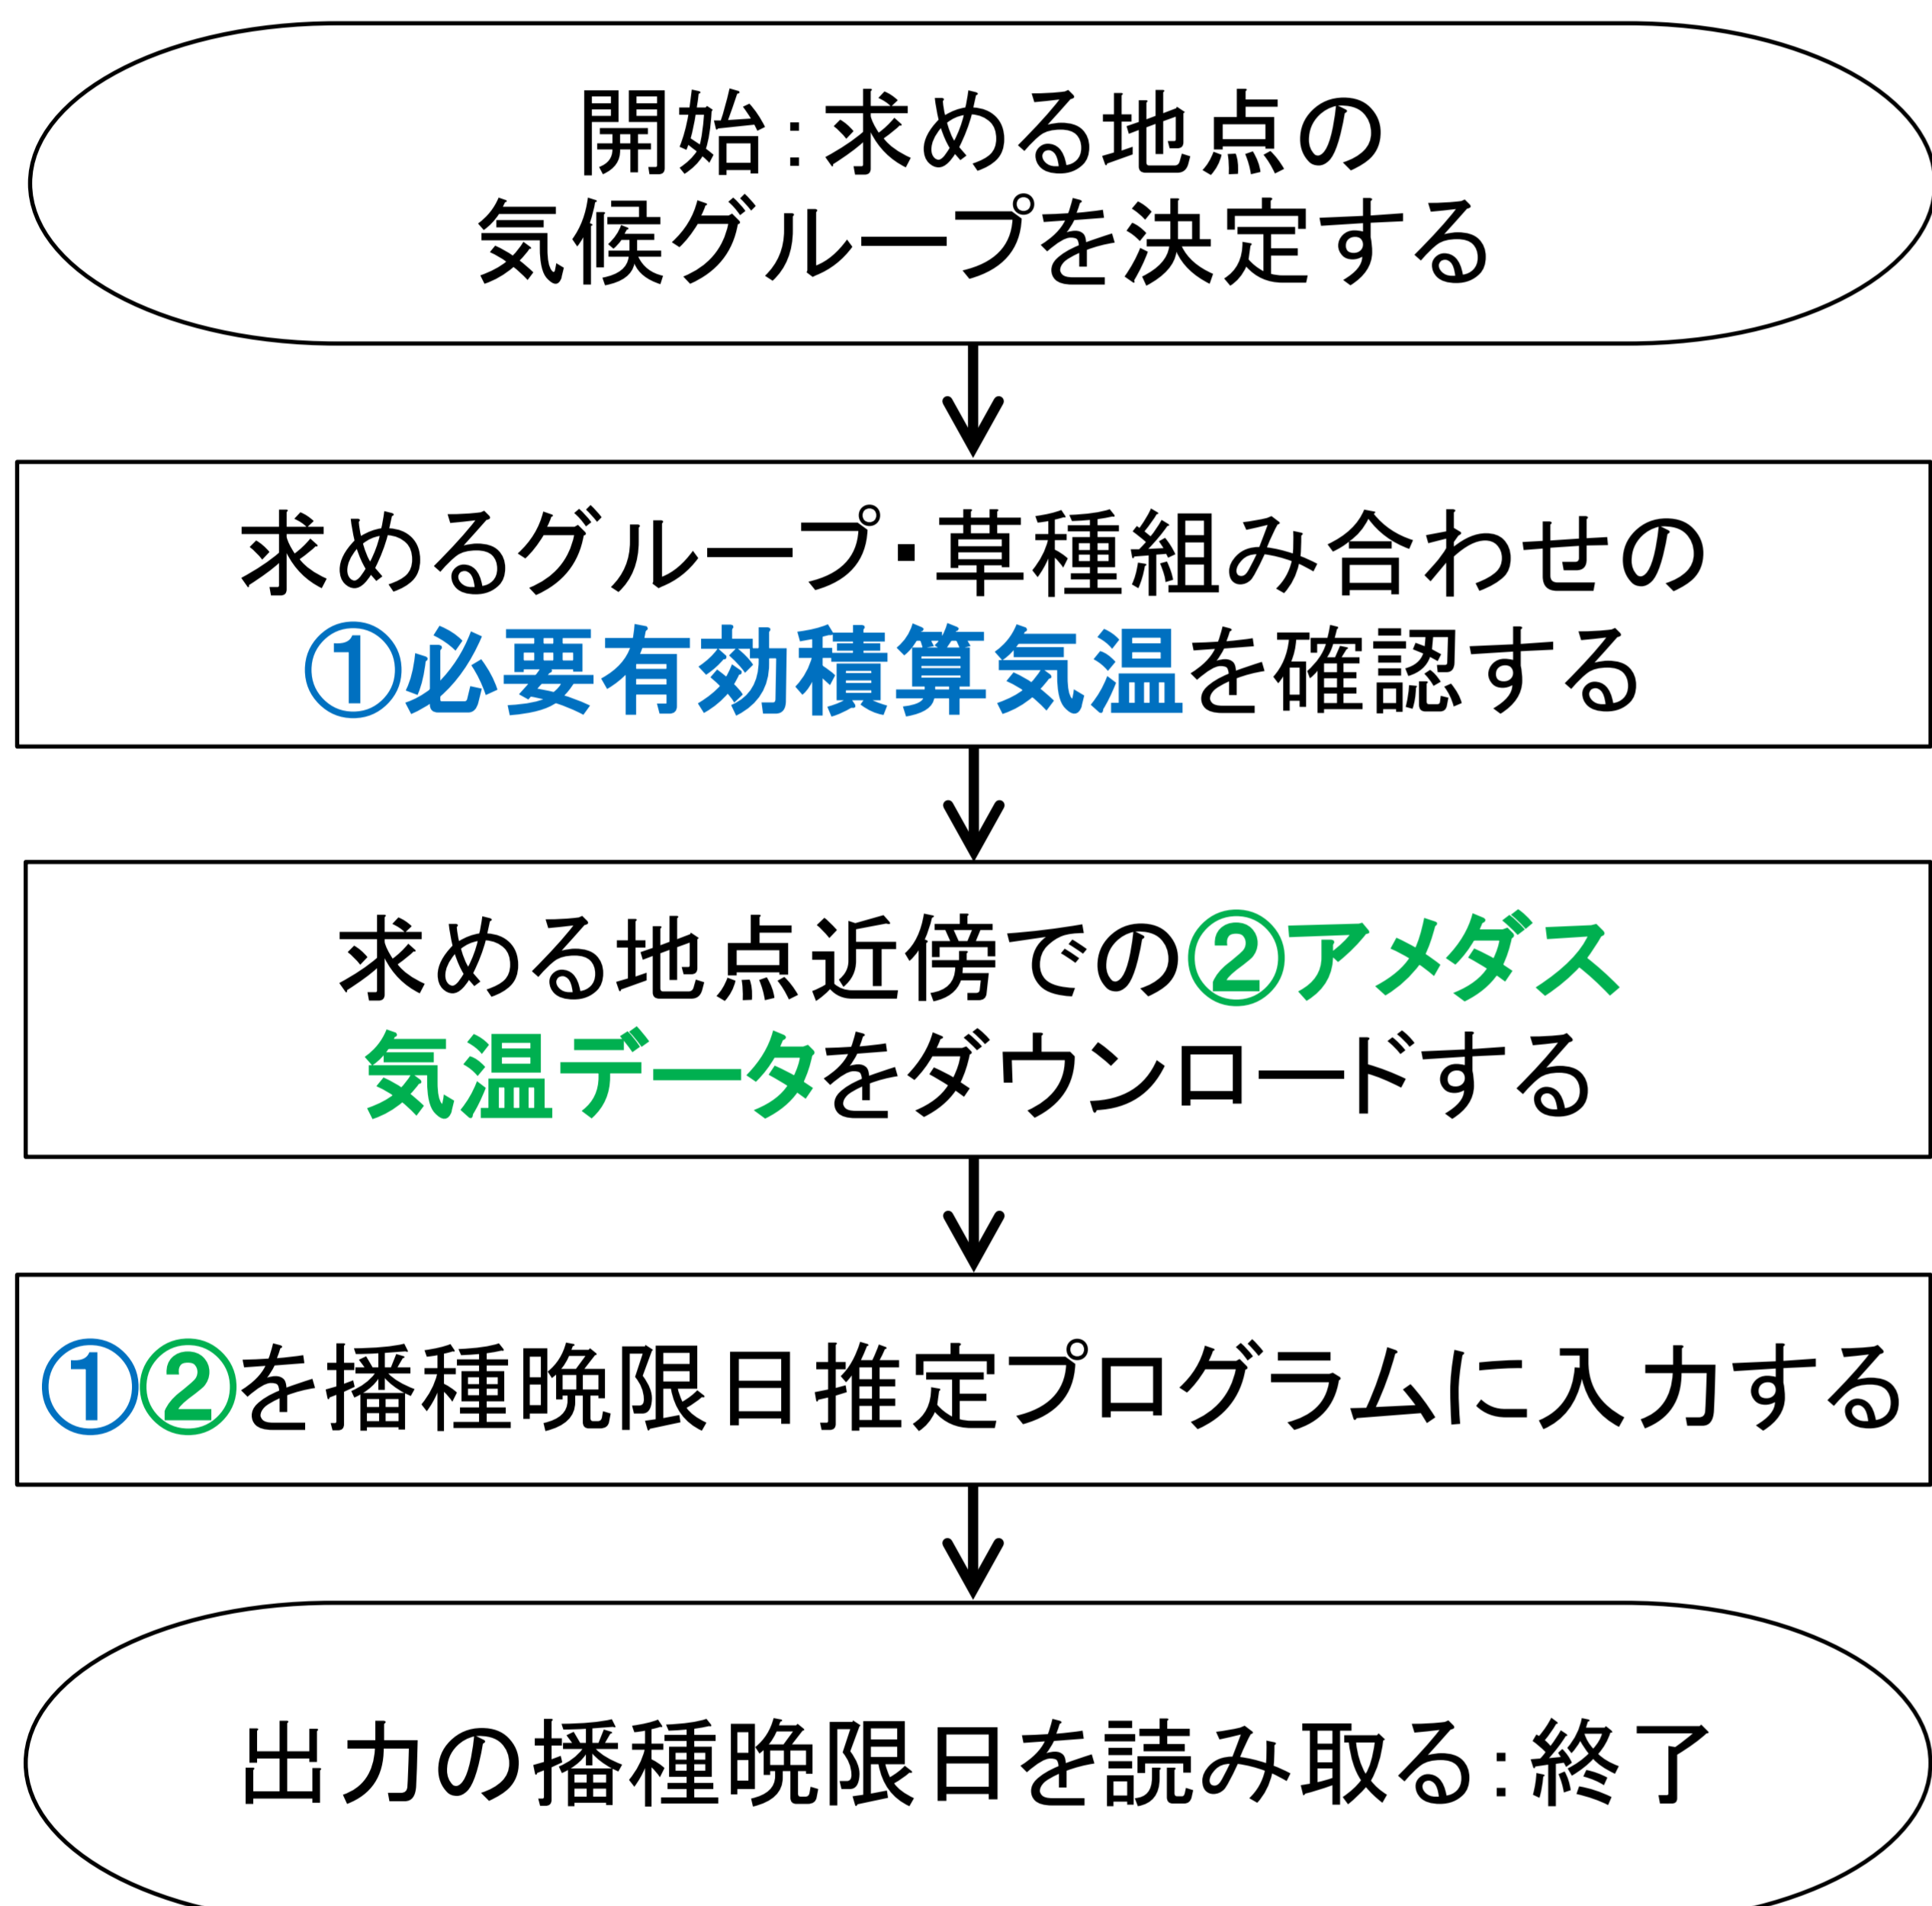 開始:求める地点の
気候グループを決定する
求めるグループ・草種組み合わせの
①必要有効積算気温を確認する
求める地点近傍での②アメダス
気温データをダウンロードする
①②を播種晩限日推定プログラムに入力する
出力の播種晩限日を読み取る:終了